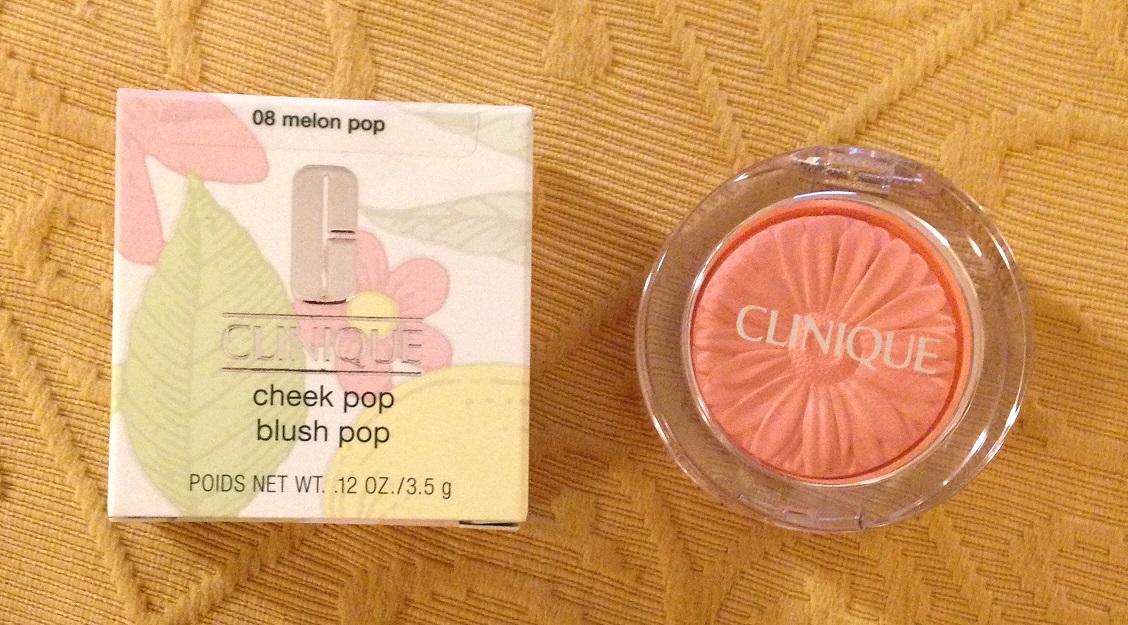 08 melon pop
CLINIQUE
cheek pop
blush pop
POIDS NET WT. .12 OZ./3.5 g
CLINIQUE